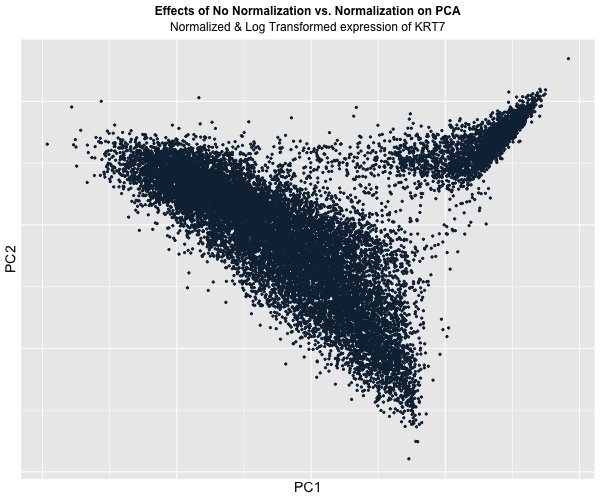 Effects of No Normalization vs. Normalization on PCA
Normalized & Log Transformed expression of KRT7
PC2
PC1